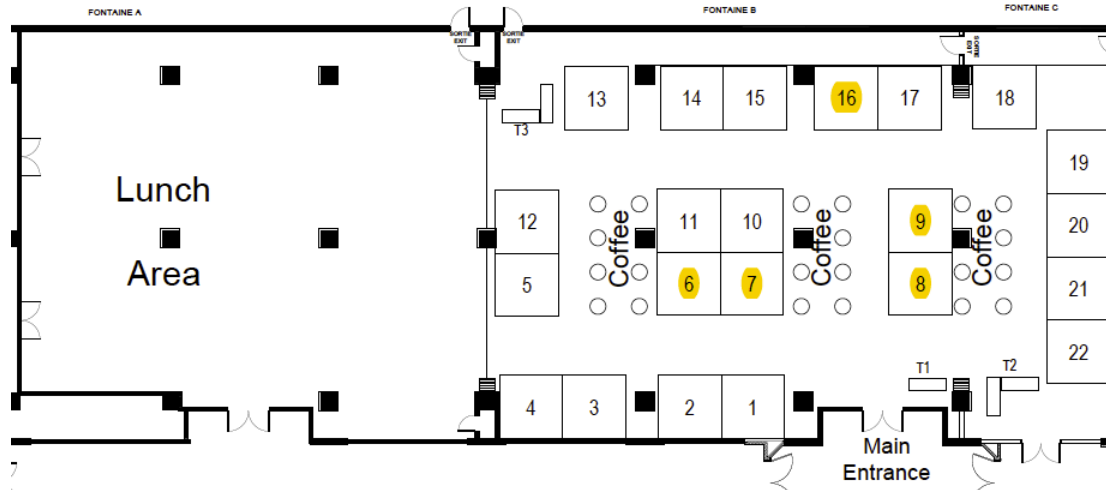 FONTAINE A
FONTAINE B
FONTAINE C
SORTIE
EXIT
SORTIE
EXIT
SORTIE
EXIT
13
14
15
16
17
18
T3
19
Lunch
Area
12
11
10
9
20
Coffee
Coffee
Coffee
5
6
7
8
21
22
T1
T2
4
3
2
1
Main
Entrance